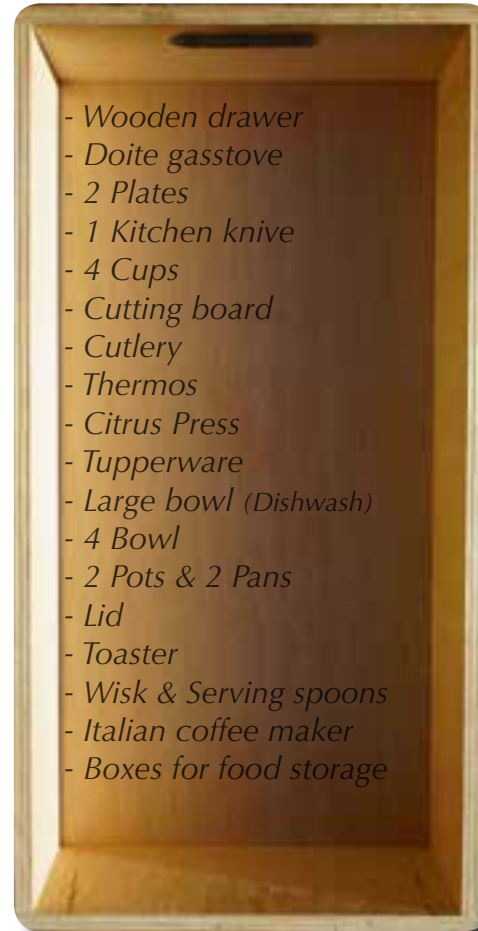 - Wooden drawer
- Doite gasstove
- 2 Plates
- 1 Kitchen knive
- 4 Cups
- Cutting board
- Cutlery
- Thermos
- Citrus Press
- Tupperware
- Large bowl (Dishwash)
- 4 Bowl
- 2 Pots & 2 Pans
- Lid
- Toaster
- Wisk & Serving spoons
- Italian coffee maker
- Boxes for food storage